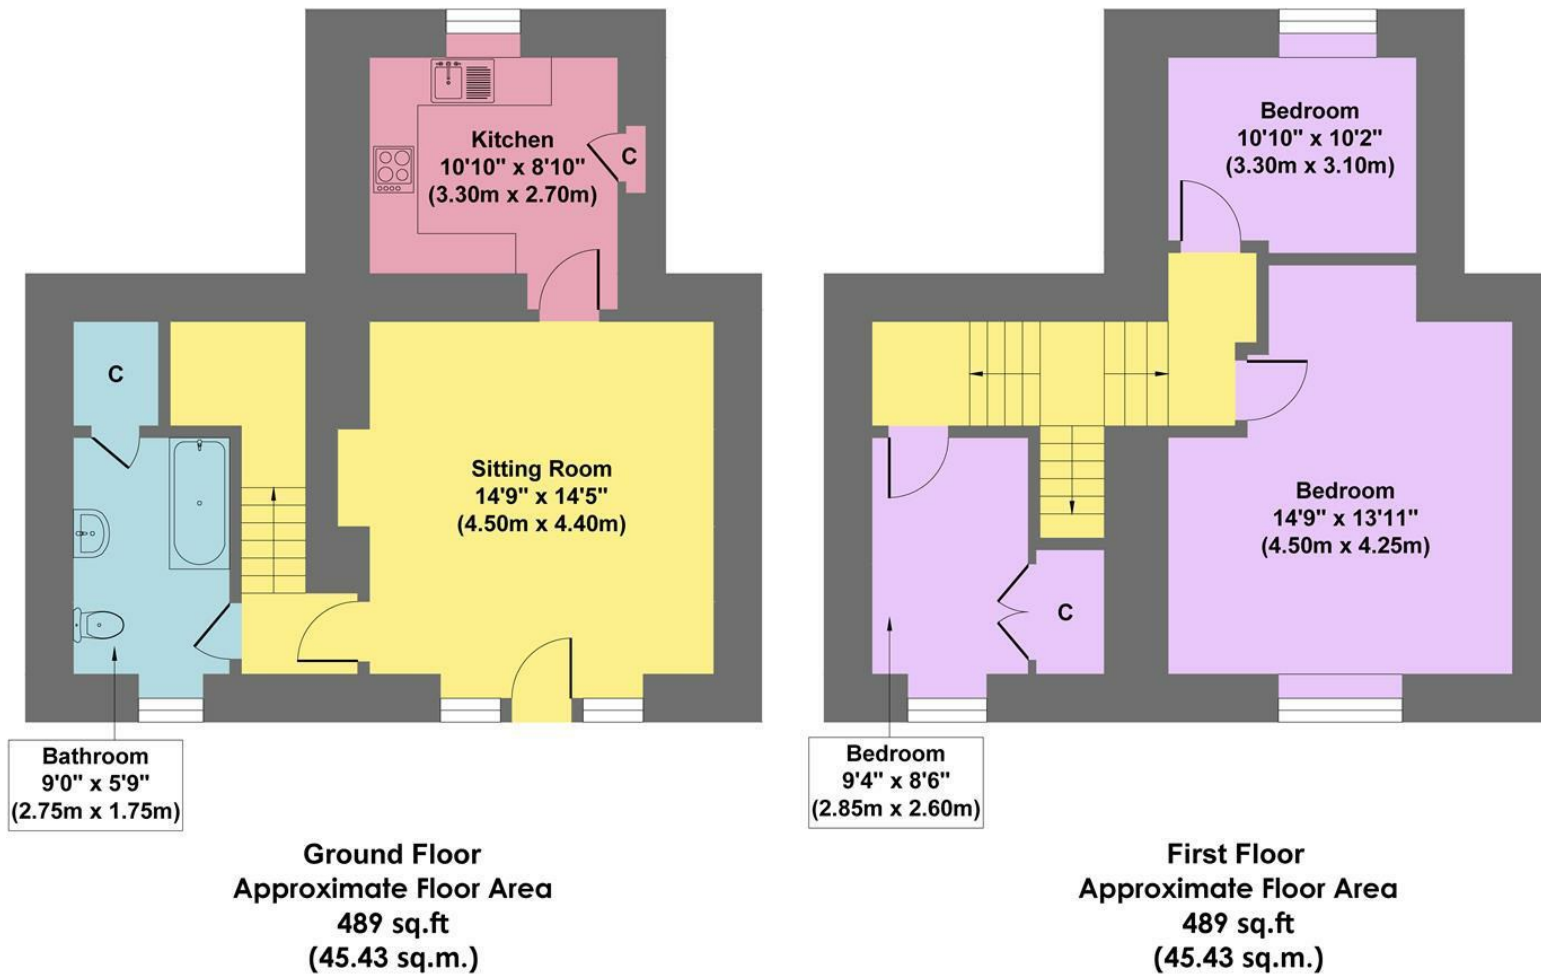 Kitchen
10'10" x 8'10"
(3.30m x 2.70m)
C
C
Sitting Room
14'9" x 14'5"
(4.50m x 4.40m)
Bathroom
9'0" x 5'9"
(2.75m x 1.75m)
Ground Floor
Approximate Floor Area
489 sq.ft
(45.43 sq.m.)
Bedroom
10'10" x 10'2"
(3.30m x 3.10m)
Bedroom
14'9" x 13'11"
(4.50m x 4.25m)
C
Bedroom
9'4" x 8'6"
(2.85m x 2.60m)
First Floor
Approximate Floor Area
489 sq.ft
(45.43 sq.m.)